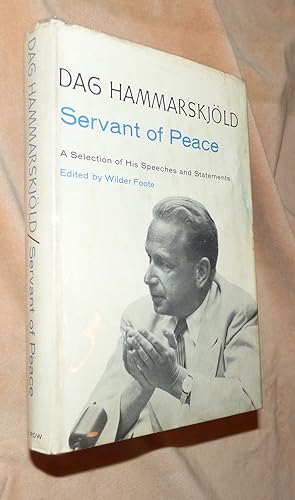 DAG HAMMARSKJÖLD
Servant of Peace
A Selection of His Speeches and Statements
Edited by Wilder Foote
DAG HAMMARSKJÖLD / Servant of Peace
ROW